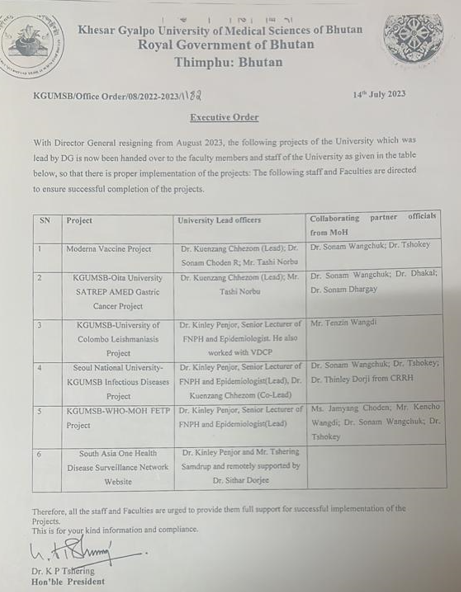 Khesar Gyalpo University of Medical Sciences of Bhutan
Royal Government of Bhutan
Thimphu: Bhutan
KGUMSB/Office Order/08/2022-2023/1182
14th July 2023
Executive Order
With Director General resigning from August 2023, the following projects of the University which was
lead by DG is now been handed over to the faculty members and staff of the University as given in the table
below, so that there is proper implementation of the projects: The following staff and Faculties are directed
to ensure successful completion of the projects.
SN Project University Lead officers Collaborating partner officials
from MoH
1 Moderna Vaccine Project Dr. Kuenzang Chhezom (Lead); Dr. Dr. Sonam Wangchuk; Dr. Tshokey
Sonam Choden R; Mr. Tashi Norbu
2 KGUMSB-Oita University Dr. Kuenzang Chhezom (Lead); Mr. Dr. Sonam Wangchuk; Dr. Dhakal;
SATREP AMED Gastric Tashi Norbu Dr. Sonam Dhargay
Cancer Project
3 KGUMSB-University of Dr. Kinley Penjor, Senior Lecturer of Mr. Tenzin Wangdi
Colombo Leishmaniasis FNPH and Epidemiologist. He also
Project worked with VDCP
4 Seoul National University- Dr. Kinley Penjor, Senior Lecturer of Dr. Sonam Wangchuk; Dr. Tshokey;
KGUMSB Infectious Diseases FNPH and Epidemiologist(Lead), Dr. Dr. Thinley Dorji from CRRH
Project Kuenzang Chhezom (Co-Lead)
5 KGUMSB-WHO-MOH FETP Dr. Kinley Penjor, Senior Lecturer of Ms. Jamyang Choden; Mr. Kencho
Project FNPH and Epidemiologist(Lead) Wangdi; Dr. Sonam Wangchuk; Dr.
Tshokey
6 South Asia One Health Dr. Kinley Penjor and Mr. Tshering
Disease Surveillance Network Samdrup and remotely supported by
Website Dr. Sithar Dorjee
Therefore, all the staff and Faculties are urged to provide them full support for successful implementation of the
Projects.
This is for your kind information and compliance.
Dr. K P Tshering
Hon'ble President